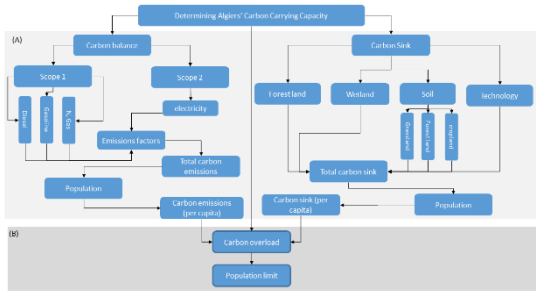 Determining Algiers' Carbon Carrying Capacity
(A)
Carbon balance
Carbon Sink
Scope 1
Scope 2
Forest land
Wetland
Soil
Technology
Diesel
Gasoline
N. Gas
electricity
Grassland
Forest land
cropland
Emissions factors
Total carbon
emissions
Total carbon sink
Population
Carbon emissions
(per capita)
Carbon sink (per
capita)
Population
(B)
Carbon overload
Population limit